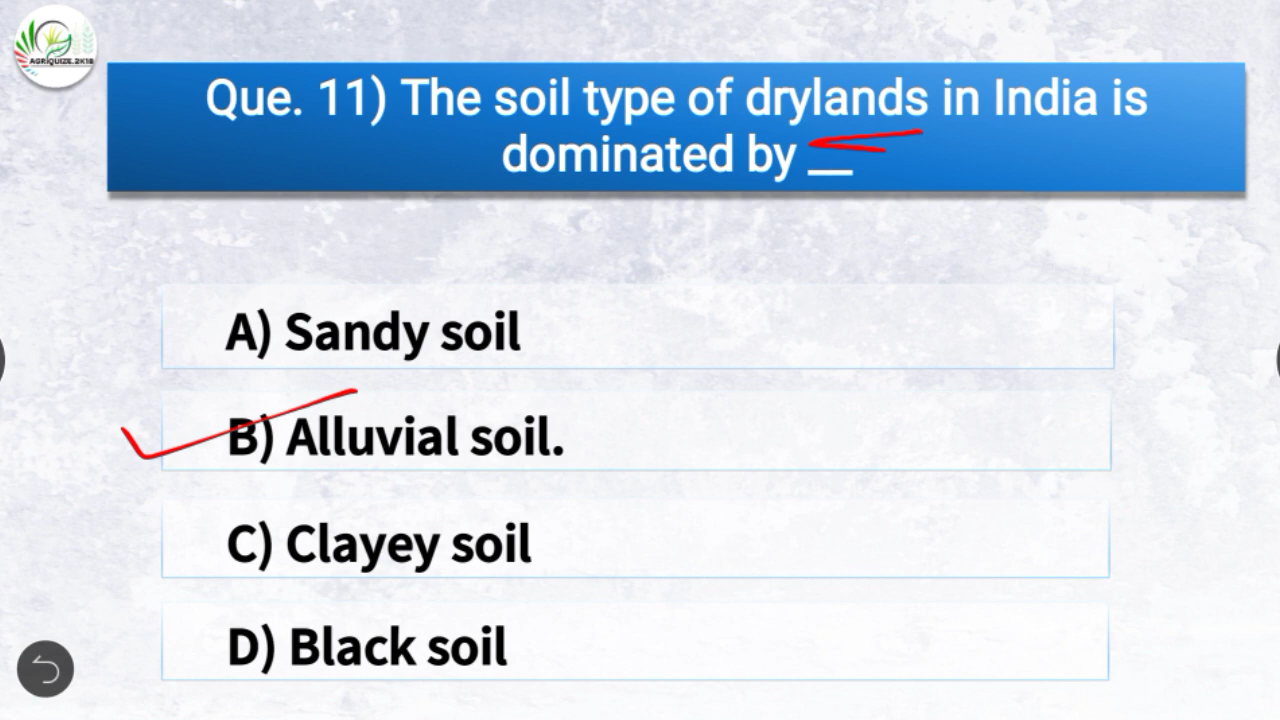 AGRIQUIZE.2K18
Que. 11) The soil type of drylands in India is
dominated by __
A) Sandy soil
B) Alluvial soil.
C) Clayey soil
D) Black soil